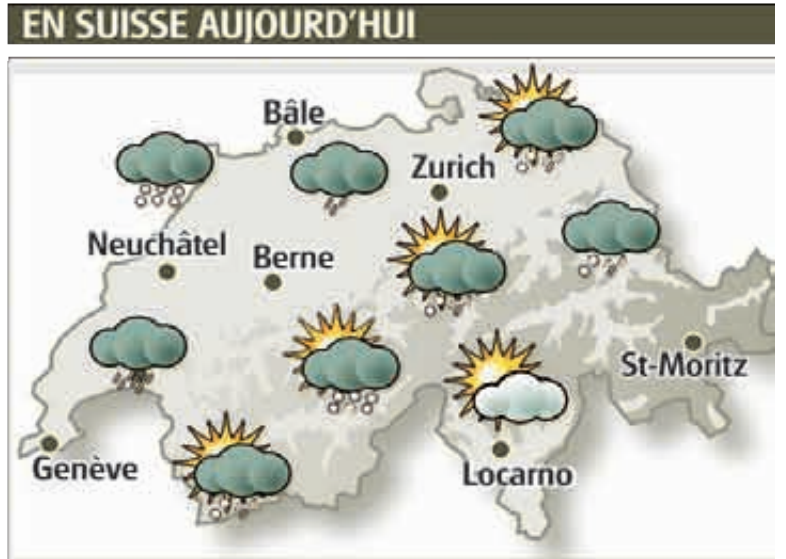 EN SUISSE AUJOURD'HUI
Bâle
Zurich
Neuchâtel
Berne
St-Moritz
Genève
Locarno